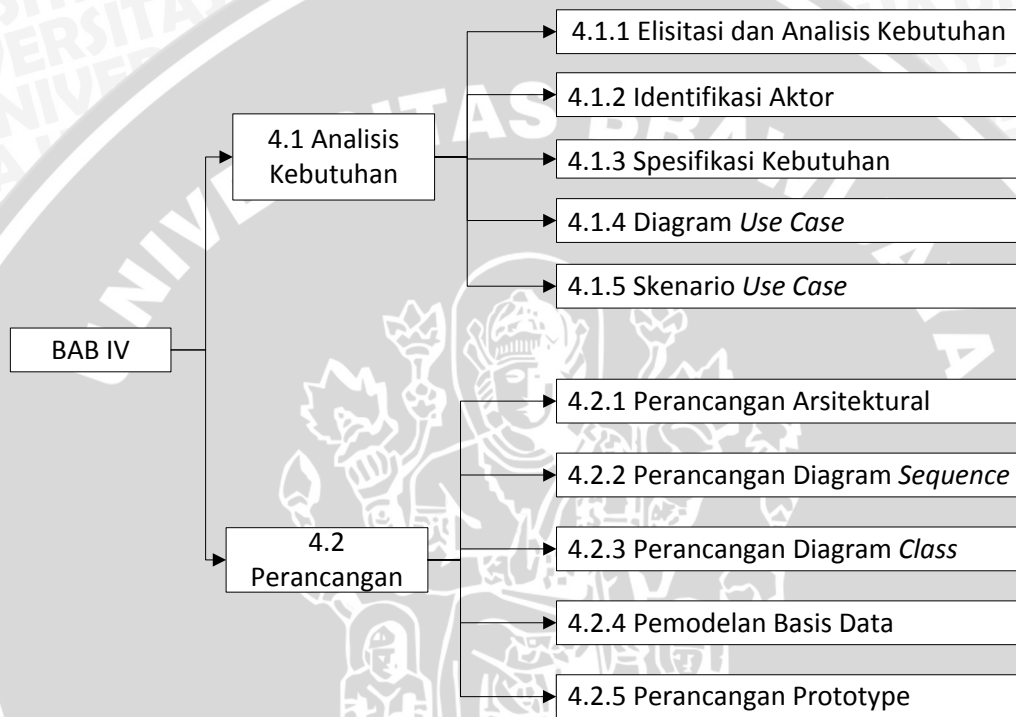 4.1.1 Elisitasi dan Analisis Kebutuhan
4.1.2 Identifikasi Aktor
4.1 Analisis
Kebutuhan
4.1.3 Spesifikasi Kebutuhan
4.1.4 Diagram Use Case
4.1.5 Skenario Use Case
BAB IV
4.2.1 Perancangan Arsitektural
4.2.2 Perancangan Diagram Sequence
4.2
Perancangan
4.2.3 Perancangan Diagram Class
4.2.4 Pemodelan Basis Data
4.2.5 Perancangan Prototype